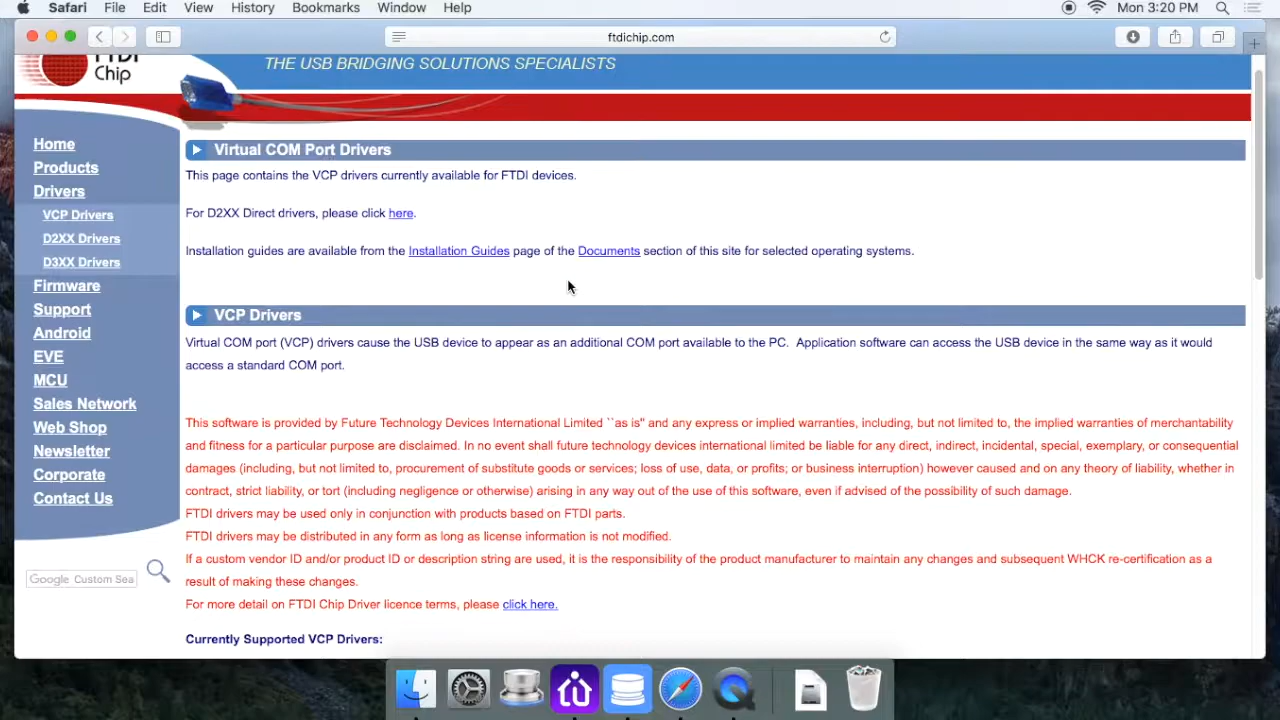 Safari File Edit View History Bookmarks Window Help Mon 3:20 PM
ftdichip.com
FTDI
Chip
THE USB BRIDGING SOLUTIONS SPECIALISTS
Home
Products
Drivers
VCP Drivers
D2XX Drivers
D3XX Drivers
Firmware
Support
Android
EVE
MCU
Sales Network
Web Shop
Newsletter
Corporate
Contact Us
Google Custom Sea
Virtual COM Port Drivers
This page contains the VCP drivers currently available for FTDI devices.
For D2XX Direct drivers, please click here.
Installation guides are available from the Installation Guides page of the Documents section of this site for selected operating systems.
VCP Drivers
Virtual COM port (VCP) drivers cause the USB device to appear as an additional COM port available to the PC. Application software can access the USB device in the same way as it would
access a standard COM port.
This software is provided by Future Technology Devices International Limited ``as is'' and any express or implied warranties, including, but not limited to, the implied warranties of merchantability
and fitness for a particular purpose are disclaimed. In no event shall future technology devices international limited be liable for any direct, indirect, incidental, special, exemplary, or consequential
damages (including, but not limited to, procurement of substitute goods or services; loss of use, data, or profits; or business interruption) however caused and on any theory of liability, whether in
contract, strict liability, or tort (including negligence or otherwise) arising in any way out of the use of this software, even if advised of the possibility of such damage.
FTDI drivers may be used only in conjunction with products based on FTDI parts.
FTDI drivers may be distributed in any form as long as license information is not modified.
If a custom vendor ID and/or product ID or description string are used, it is the responsibility of the product manufacturer to maintain any changes and subsequent WHCK re-certification as a
result of making these changes.
For more detail on FTDI Chip Driver licence terms, please click here.
Currently Supported VCP Drivers: